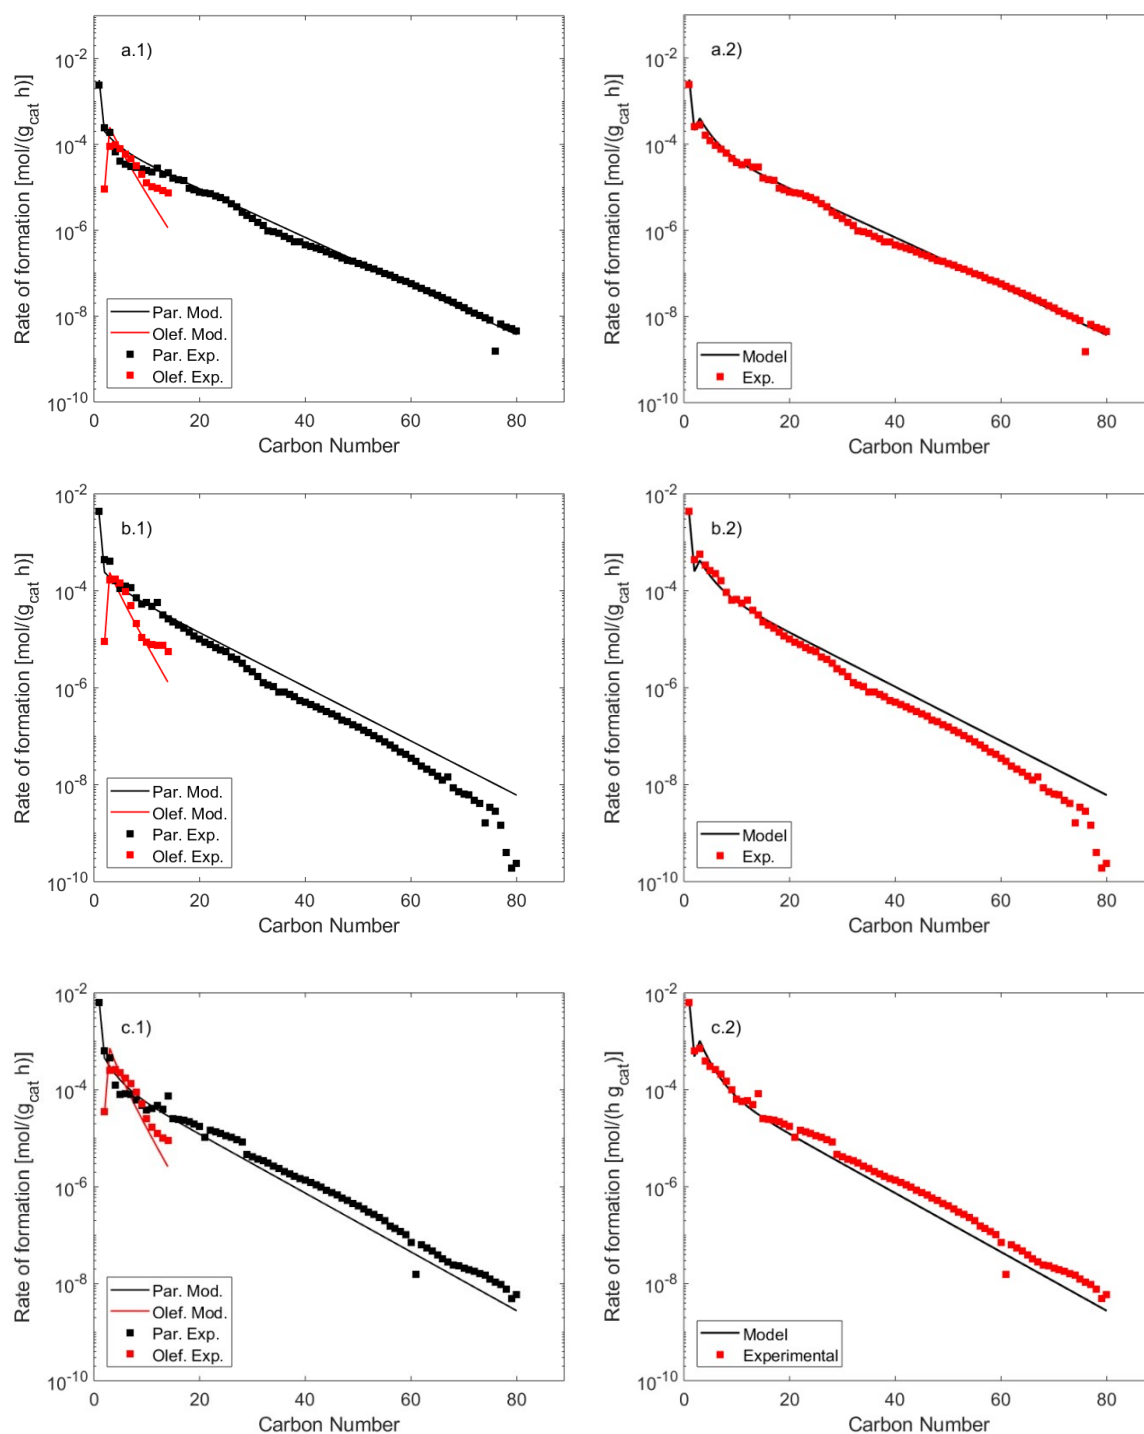 a.1)
Rate of formation [mol/(g_cat h)]
10^-2
10^-4
10^-6
10^-8
10^-10
Par. Mod.
Olef. Mod.
Par. Exp.
Olef. Exp.
0 20 40 60 80
Carbon Number
a.2)
Rate of formation [mol/(g_cat h)]
10^-2
10^-4
10^-6
10^-8
10^-10
Model
Exp.
0 20 40 60 80
Carbon Number
b.1)
Rate of formation [mol/(g_cat h)]
10^-2
10^-4
10^-6
10^-8
10^-10
Par. Mod.
Olef. Mod.
Par. Exp.
Olef. Exp.
0 20 40 60 80
Carbon Number
b.2)
Rate of formation [mol/(g_cat h)]
10^-2
10^-4
10^-6
10^-8
10^-10
Model
Exp.
0 20 40 60 80
Carbon Number
c.1)
Rate of formation [mol/(g_cat h)]
10^-2
10^-4
10^-6
10^-8
10^-10
Par. Mod.
Olef. Mod.
Par. Exp.
Olef. Exp.
0 20 40 60 80
Carbon Number
c.2)
Rate of formation [mol/(h g_cat)]
10^-2
10^-4
10^-6
10^-8
10^-10
Model
Experimental
0 20 40 60 80
Carbon Number